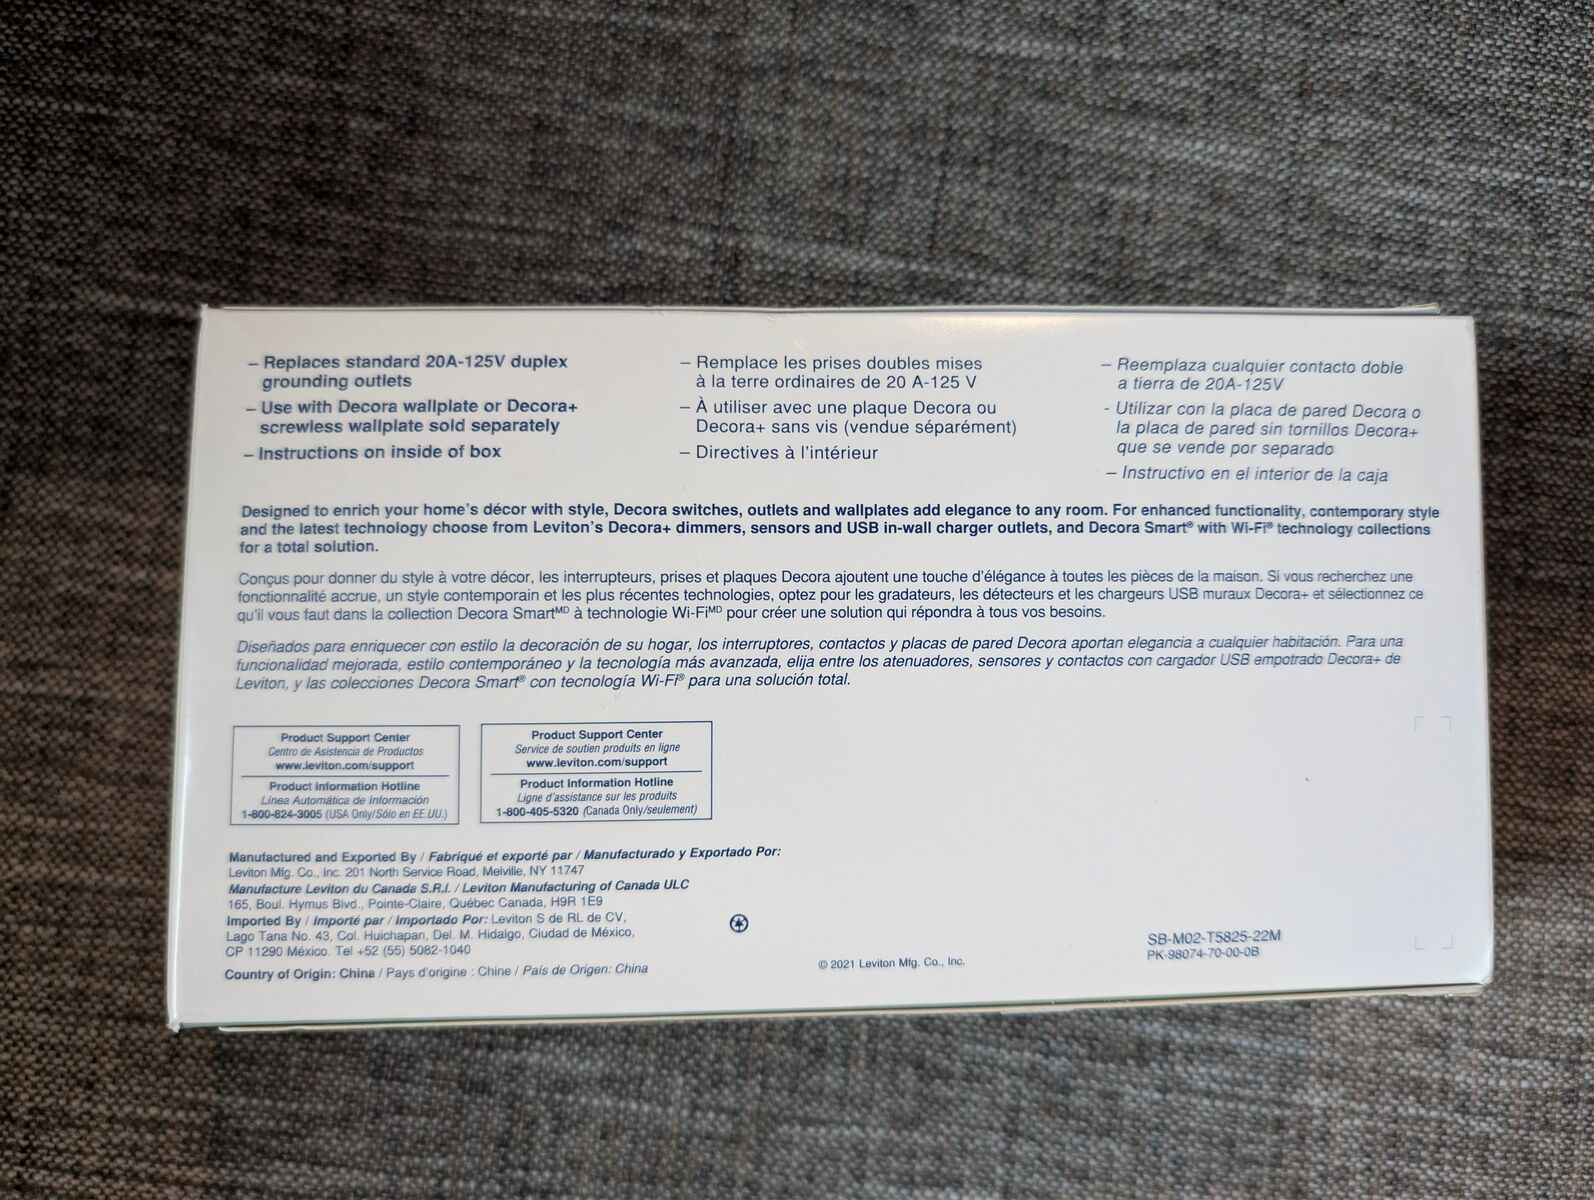 – Replaces standard 20A-125V duplex
grounding outlets
– Use with Decora wallplate or Decora+
screwless wallplate sold separately
– Instructions on inside of box
– Remplace les prises doubles mises
à la terre ordinaires de 20 A-125 V
– À utiliser avec une plaque Decora ou
Decora+ sans vis (vendue séparément)
– Directives à l'intérieur
– Reemplaza cualquier contacto doble
a tierra de 20A-125V
- Utilizar con la placa de pared Decora o
la placa de pared sin tornillos Decora+
que se vende por separado
– Instructivo en el interior de la caja
Designed to enrich your home's décor with style, Decora switches, outlets and wallplates add elegance to any room. For enhanced functionality, contemporary style
and the latest technology choose from Leviton's Decora+ dimmers, sensors and USB in-wall charger outlets, and Decora Smart® with Wi-Fi® technology collections
for a total solution.
Conçus pour donner du style à votre décor, les interrupteurs, prises et plaques Decora ajoutent une touche d'élégance à toutes les pièces de la maison. Si vous recherchez une
fonctionnalité accrue, un style contemporain et les plus récentes technologies, optez pour les gradateurs, les détecteurs et les chargeurs USB muraux Decora+ et sélectionnez ce
qu'il vous faut dans la collection Decora Smart^MD à technologie Wi-Fi^MD pour créer une solution qui répondra à tous vos besoins.
Diseñados para enriquecer con estilo la decoración de su hogar, los interruptores, contactos y placas de pared Decora aportan elegancia a cualquier habitación. Para una
funcionalidad mejorada, estilo contemporáneo y la tecnología más avanzada, elija entre los atenuadores, sensores y contactos con cargador USB empotrado Decora+ de
Leviton, y las colecciones Decora Smart® con tecnología Wi-Fi® para una solución total.
Product Support Center
Centro de Asistencia de Productos
www.leviton.com/support
Product Information Hotline
Línea Automática de Información
1-800-824-3005 (USA Only/Sólo en EE.UU.)
Product Support Center
Service de soutien produits en ligne
www.leviton.com/support
Product Information Hotline
Ligne d'assistance sur les produits
1-800-405-5320 (Canada Only/seulement)
Manufactured and Exported By / Fabriqué et exporté par / Manufacturado y Exportado Por:
Leviton Mfg. Co., Inc. 201 North Service Road, Melville, NY 11747
Manufacture Leviton du Canada S.R.I. / Leviton Manufacturing of Canada ULC
165, Boul. Hymus Blvd., Pointe-Claire, Québec Canada, H9R 1E9
Imported By / Importé par / Importado Por: Leviton S de RL de CV,
Lago Tana No. 43, Col. Huichapan, Del. M. Hidalgo, Ciudad de México,
CP 11290 México. Tel +52 (55) 5082-1040
Country of Origin: China / Pays d'origine : Chine / País de Origen: China
© 2021 Leviton Mfg. Co., Inc.
SB-M02-T5825-22M
PK-98074-70-00-0B